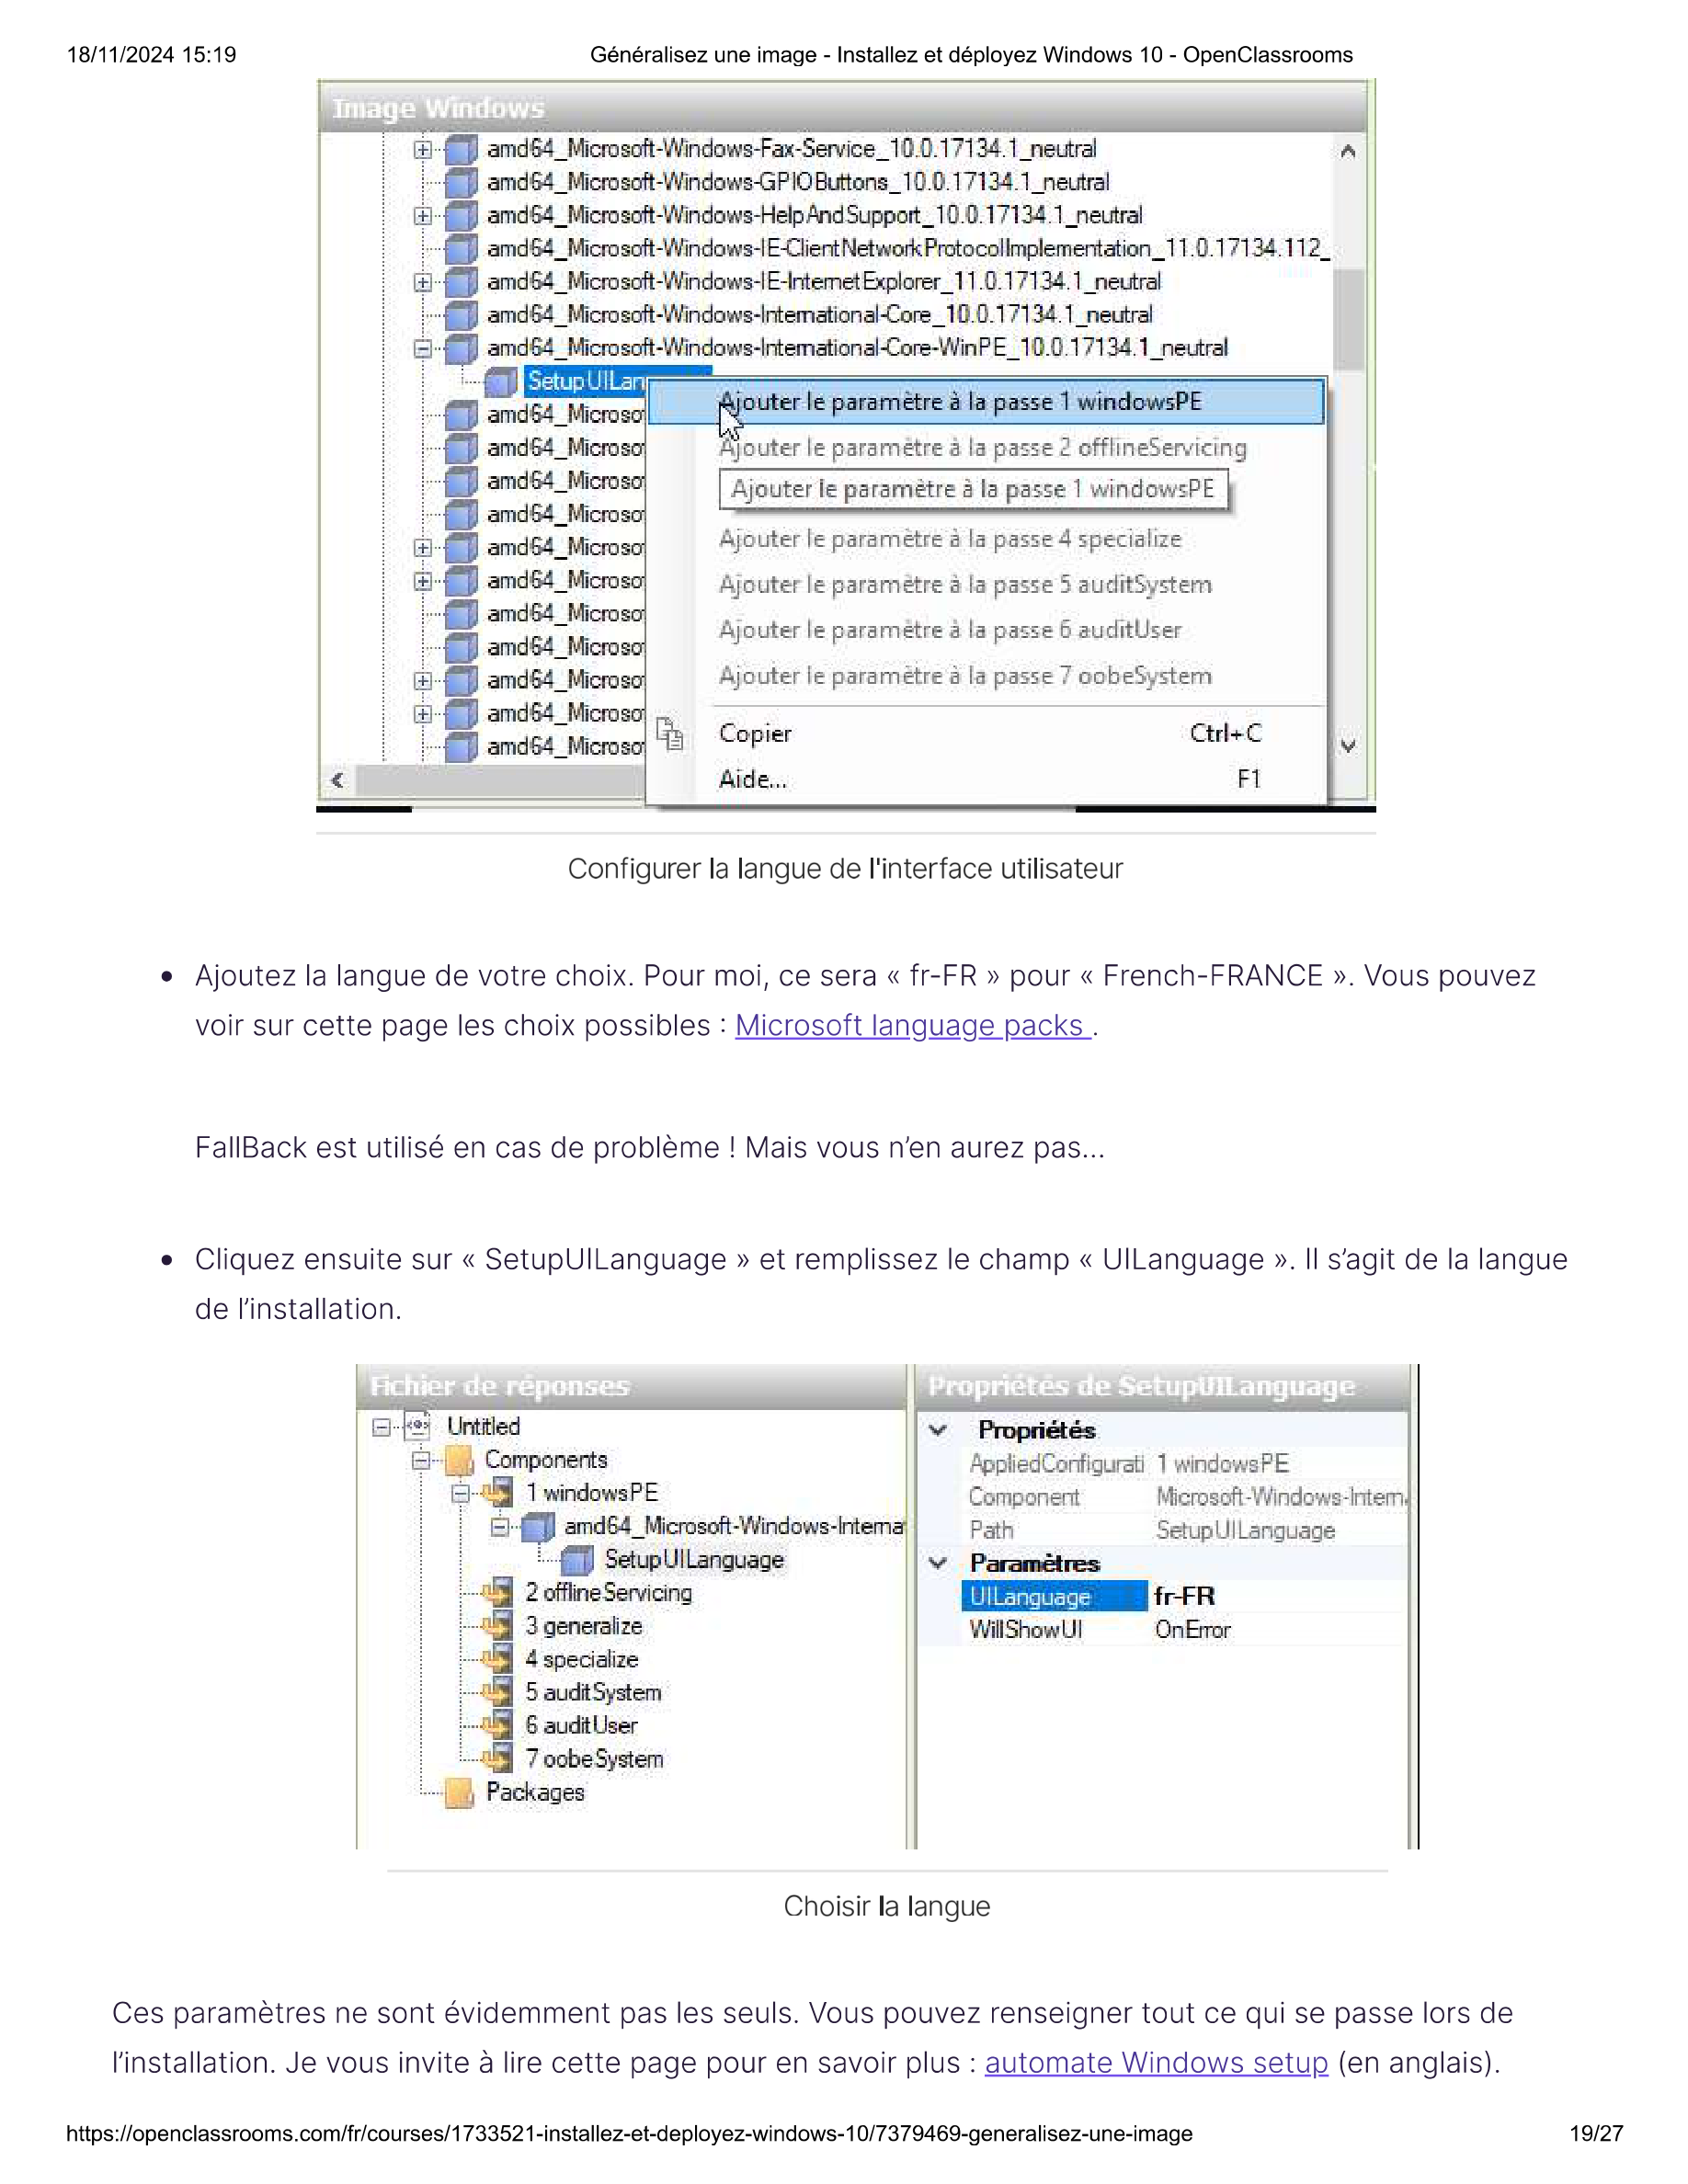 18/11/2024 15:19
Généralisez une image - Installez et déployez Windows 10 - OpenClassrooms
Image Windows
amd64_Microsoft-Windows-Fax-Service_10.0.17134.1_neutral
amd64_Microsoft-Windows-GPIOButtons_10.0.17134.1_neutral
amd64_Microsoft-Windows-HelpAndSupport_10.0.17134.1_neutral
amd64_Microsoft-Windows-IE-ClientNetworkProtocolImplementation_11.0.17134.112_
amd64_Microsoft-Windows-IE-InternetExplorer_11.0.17134.1_neutral
amd64_Microsoft-Windows-International-Core_10.0.17134.1_neutral
amd64_Microsoft-Windows-International-Core-WinPE_10.0.17134.1_neutral
SetupUILan
amd64_Microso
amd64_Microso
amd64_Microso
amd64_Microso
amd64_Microso
amd64_Microso
amd64_Microso
amd64_Microso
amd64_Microso
amd64_Microso
amd64_Microso
Ajouter le paramètre à la passe 1 windowsPE
Ajouter le paramètre à la passe 2 offlineServicing
Ajouter le paramètre à la passe 1 windowsPE
Ajouter le paramètre à la passe 4 specialize
Ajouter le paramètre à la passe 5 auditSystem
Ajouter le paramètre à la passe 6 auditUser
Ajouter le paramètre à la passe 7 oobeSystem
Copier Ctrl+C
Aide... F1
Configurer la langue de l'interface utilisateur
• Ajoutez la langue de votre choix. Pour moi, ce sera « fr-FR » pour « French-FRANCE ». Vous pouvez
voir sur cette page les choix possibles : Microsoft language packs .
FallBack est utilisé en cas de problème ! Mais vous n’en aurez pas...
• Cliquez ensuite sur « SetupUILanguage » et remplissez le champ « UILanguage ». Il s’agit de la langue
de l’installation.
Fichier de réponses
Untitled
Components
1 windowsPE
amd64_Microsoft-Windows-Interna
SetupUILanguage
2 offlineServicing
3 generalize
4 specialize
5 auditSystem
6 auditUser
7 oobeSystem
Packages
Propriétés de SetupUILanguage
Propriétés
AppliedConfigurati 1 windowsPE
Component Microsoft-Windows-Intern
Path SetupUILanguage
Paramètres
UILanguage fr-FR
WillShowUI OnError
Choisir la langue
Ces paramètres ne sont évidemment pas les seuls. Vous pouvez renseigner tout ce qui se passe lors de
l’installation. Je vous invite à lire cette page pour en savoir plus : automate Windows setup (en anglais).
https://openclassrooms.com/fr/courses/1733521-installez-et-deployez-windows-10/7379469-generalisez-une-image
19/27